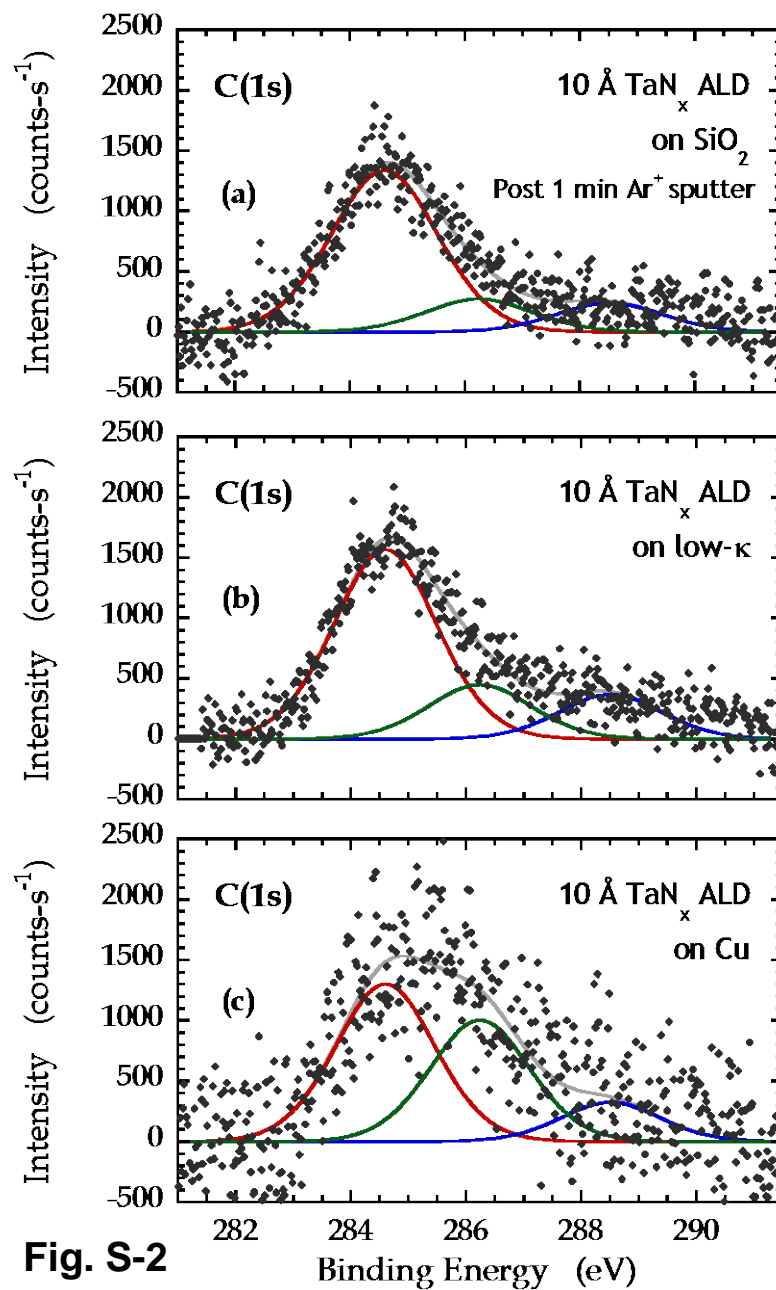 2500
2000
1500
1000
500
0
-500
Intensity (counts-s⁻¹)
C(1s)
10 Å TaNₓ ALD
on SiO₂
(a)
Post 1 min Ar⁺ sputter
2500
2000
1500
1000
500
0
-500
Intensity (counts-s⁻¹)
C(1s)
10 Å TaNₓ ALD
on low-κ
(b)
2500
2000
1500
1000
500
0
-500
Intensity (counts-s⁻¹)
C(1s)
10 Å TaNₓ ALD
on Cu
(c)
282 284 286 288 290
Fig. S-2
Binding Energy (eV)